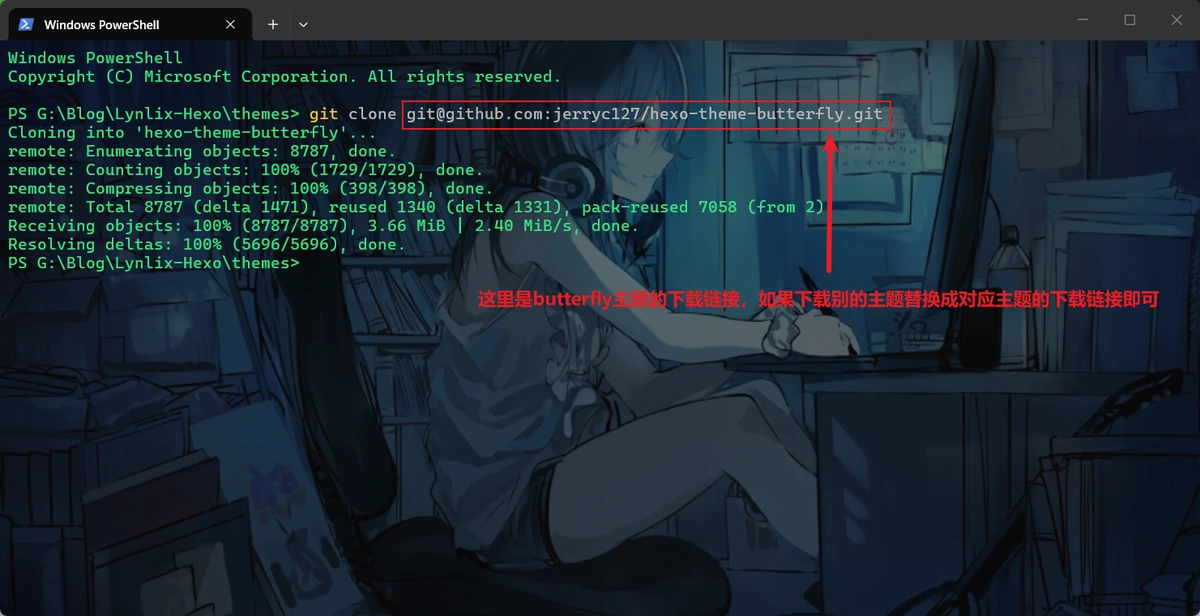 Windows PowerShell
Windows PowerShell
Copyright (C) Microsoft Corporation. All rights reserved.
PS G:\Blog\Lynlix-Hexo\themes> git clone git@github.com:jerryc127/hexo-theme-butterfly.git
Cloning into 'hexo-theme-butterfly'...
remote: Enumerating objects: 8787, done.
remote: Counting objects: 100% (1729/1729), done.
remote: Compressing objects: 100% (398/398), done.
remote: Total 8787 (delta 1471), reused 1340 (delta 1331), pack-reused 7058 (from 2)
Receiving objects: 100% (8787/8787), 3.66 MiB | 2.40 MiB/s, done.
Resolving deltas: 100% (5696/5696), done.
PS G:\Blog\Lynlix-Hexo\themes>
这里是butterfly主题的下载链接，如果下载别的主题替换成对应主题的下载链接即可